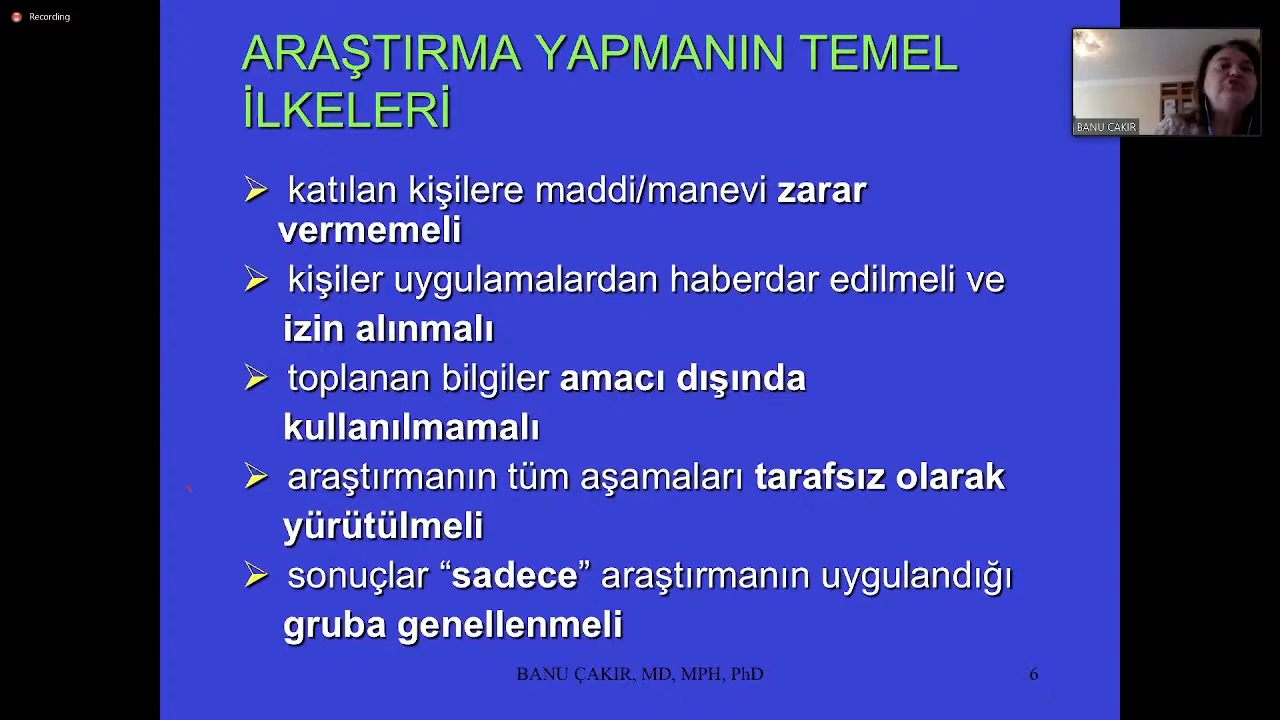 Recording
ARAŞTIRMA YAPMANIN TEMEL
İLKELERİ
BANU CAKIR
➢ katılan kişilere maddi/manevi zarar
vermemeli
➢ kişiler uygulamalardan haberdar edilmeli ve
izin alınmalı
➢ toplanan bilgiler amacı dışında
kullanılmamalı
➢ araştırmanın tüm aşamaları tarafsız olarak
yürütülmeli
➢ sonuçlar “sadece” araştırmanın uygulandığı
gruba genellenmeli
BANU ÇAKIR, MD, MPH, PhD
6